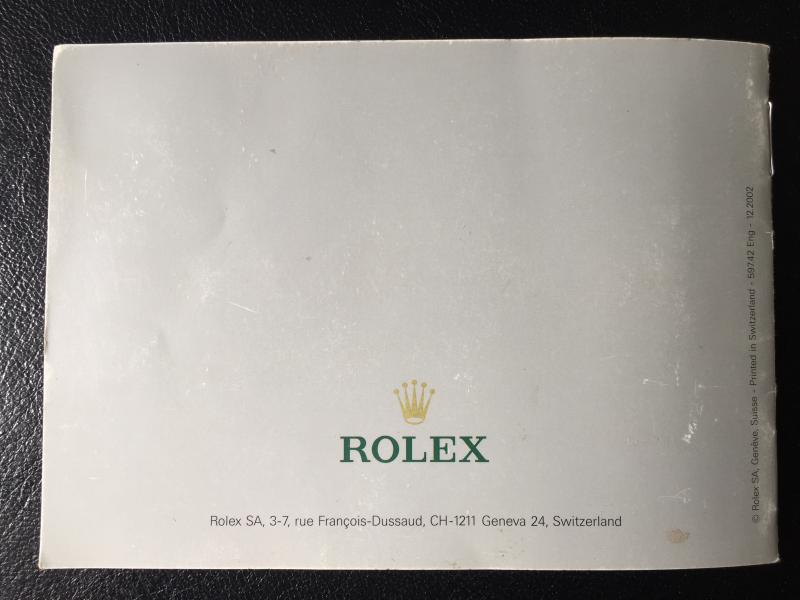 ROLEX
Rolex SA, 3-7, rue François-Dussaud, CH-1211 Geneva 24, Switzerland
© Rolex SA, Genève, Suisse - Printed in Switzerland - 597.42 Eng - 12.2002